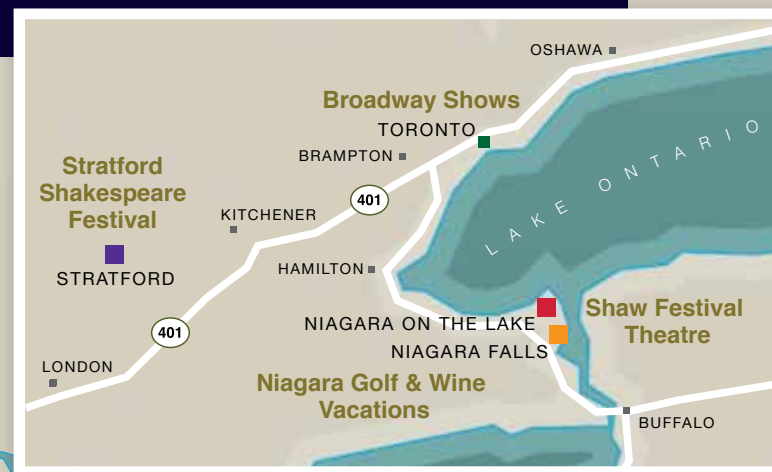 OSHAWA
Broadway Shows
TORONTO
BRAMPTON
Stratford
Shakespeare
Festival
401
KITCHENER
LAKE ONTARIO
STRATFORD
HAMILTON
NIAGARA ON THE LAKE
Shaw Festival
Theatre
401
NIAGARA FALLS
LONDON
Niagara Golf & Wine
Vacations
BUFFALO